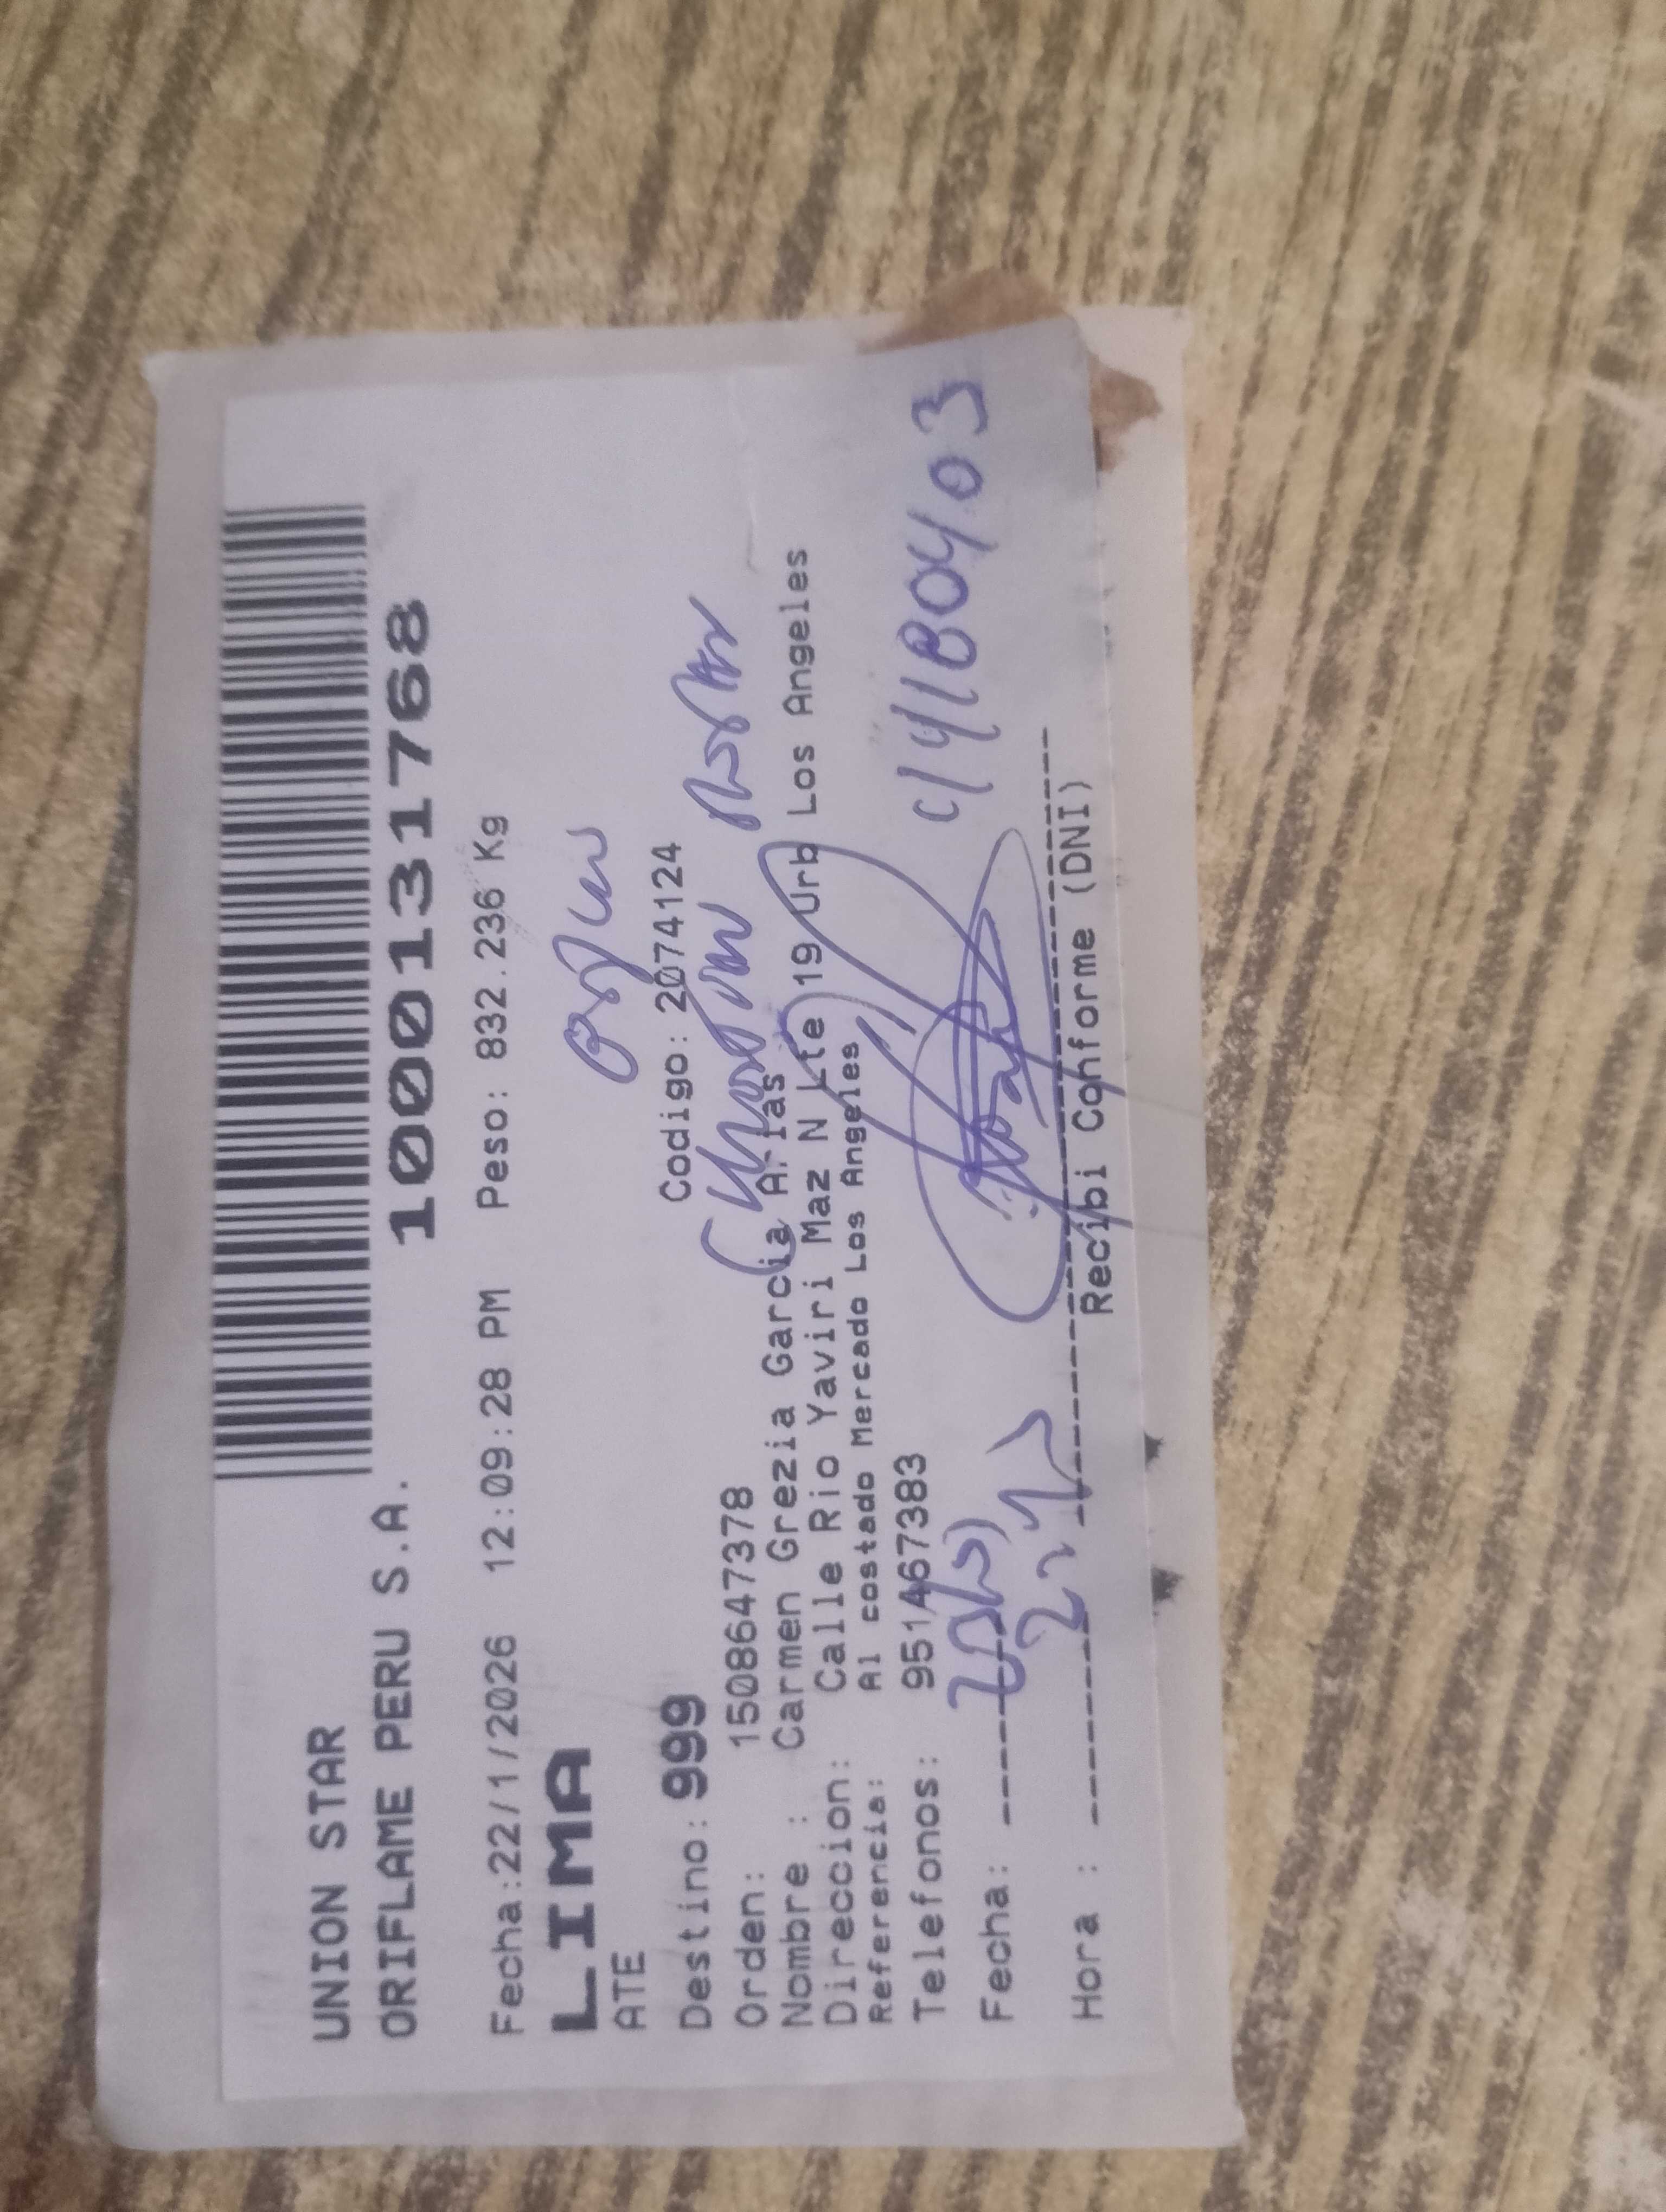 UNION STAR
ORIFLAME PERU S.A.
1000131768
Fecha:22/1/2026 12:09:28 PM Peso: 832.236 Kg
LIMA
ATE
Destino: 999
Codigo: 2074124
Orden: 1508647378
Nombre : Carmen Grezia Garcia Arias
Direccion: Calle Rio Yaviri Maz N Lte 19 Urb Los Angeles
Referencia: Al costado Mercado Los Angeles
Telefonos: 951467383
Fecha:
Hora :
Recibi Conforme (DNI)